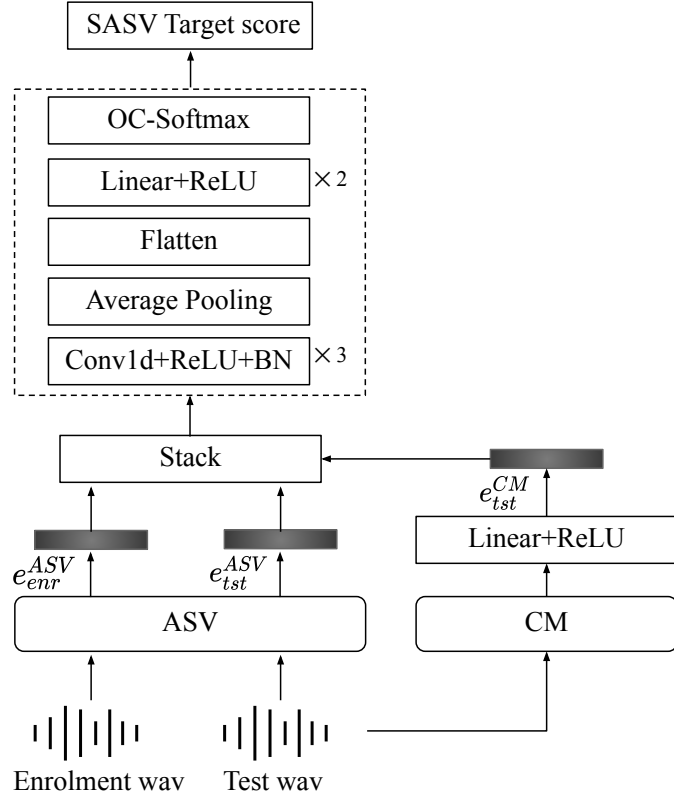 SASV Target score
OC-Softmax
Linear+ReLU ×2
Flatten
Average Pooling
Conv1d+ReLU+BN ×3
Stack
e_{enr}^{ASV} e_{tst}^{ASV} e_{tst}^{CM}
Linear+ReLU
ASV CM
Enrolment wav Test wav